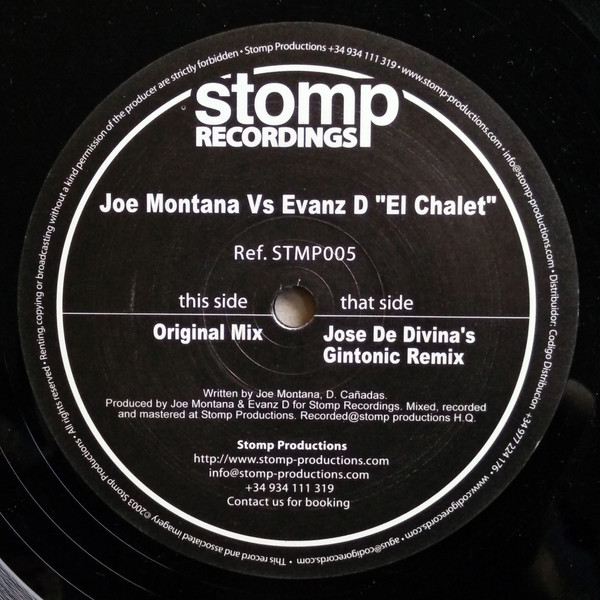 stomp
RECORDINGS
Joe Montana Vs Evanz D "El Chalet"
Ref. STMP005
this side
that side
Original Mix
Jose De Divina's
Gintonic Remix
Written by Joe Montana, D. Cañadas.
Produced by Joe Montana & Evanz D for Stomp Recordings. Mixed, recorded
and mastered at Stomp Productions. Recorded@stomp productions H.Q.
Stomp Productions
http://www.stomp-productions.com
info@stomp-productions.com
+34 934 111 319
Contact us for booking
©2003 Stomp Productions • All rights reserved • Renting, copying or broadcasting without a kind permission of the producer are strictly forbidden • Stomp Productions +34 934 111 319 • www.stomp-productions.com • info@stomp-productions.com • Distribuidor: Codigo Distribucion +34 977 224 176 • www.codigorecords.com • agus@codigorecords.com • This record and associated imagery